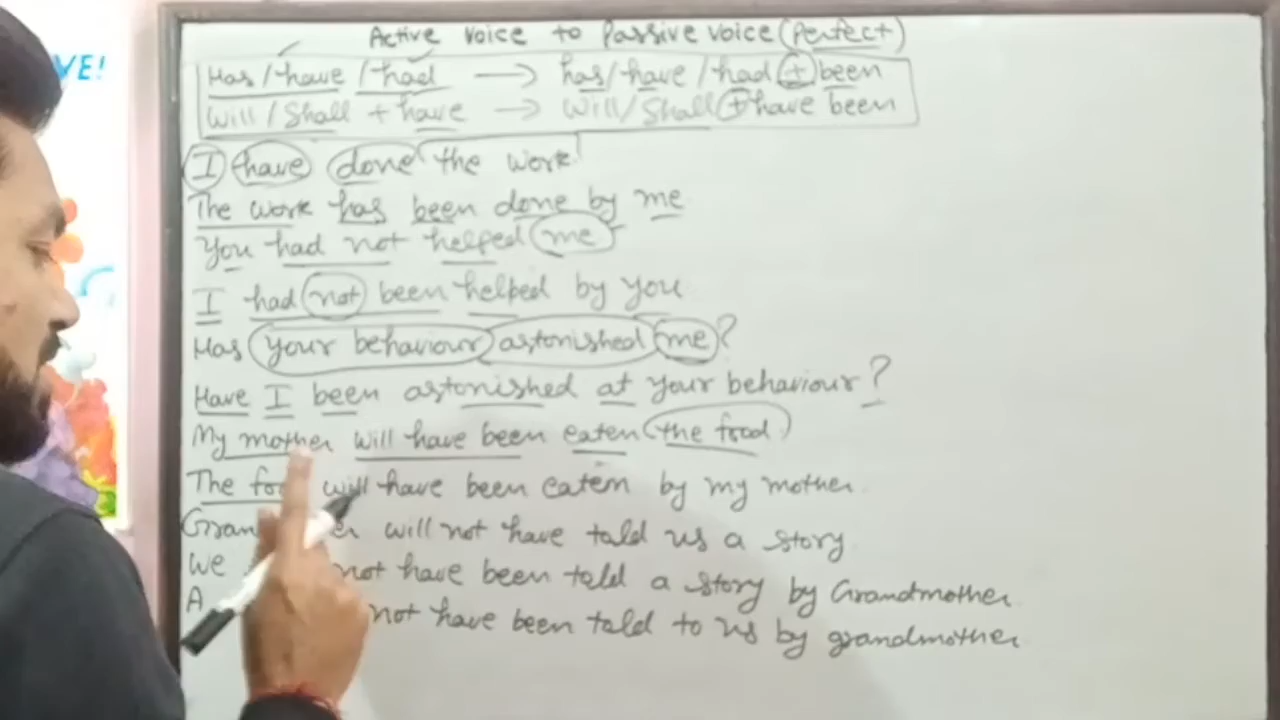 VE!
Active Voice to Passive Voice (Perfect)
Has/have/had → has/have/had + been
Will/Shall + have → Will/Shall + have been
I have done the work
The work has been done by me
You had not helped me
I had not been helped by you
Has your behaviour astonished me?
Have I been astonished at your behaviour?
My mother will have been eaten the food
The will have been eaten by my mother
will not have told us a story
We not have been told a story by Grandmother
A not have been told to us by grandmother